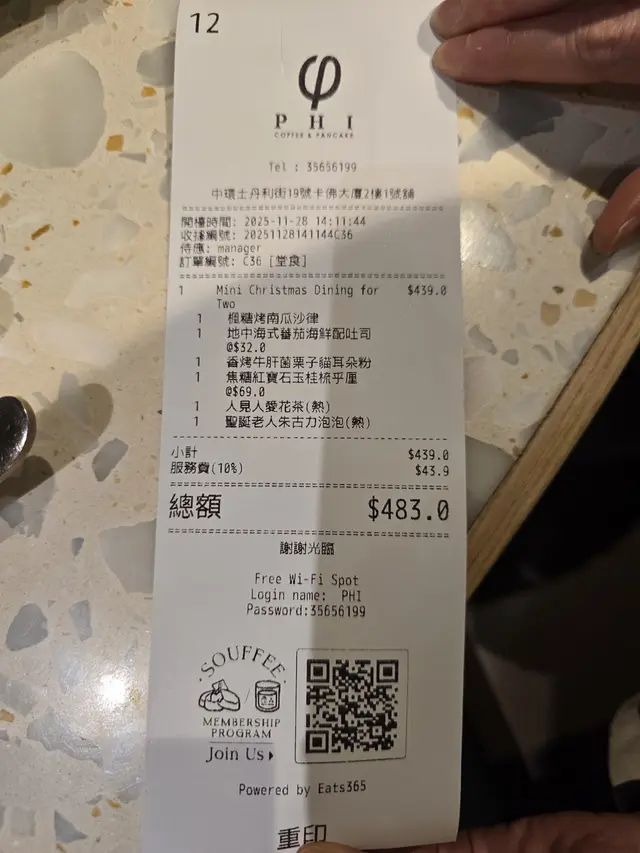 12
φ
PHI
COFFEE & PANCAKE
Tel : 35656199
中環士丹利街19號卡佛大廈2樓1號舖
開檯時間: 2025-11-28 14:11:44
收據編號: 20251128141144C36
侍應: manager
訂單編號: C36 [堂食]
1 Mini Christmas Dining for $439.0
Two
1 楓糖烤南瓜沙律
1 地中海式蕃茄海鮮配吐司
@$32.0
1 香烤牛肝菌栗子貓耳朵粉
1 焦糖紅寶石玉桂梳乎厘
@$69.0
1 人見人愛花茶(熱)
1 聖誕老人朱古力泡泡(熱)
小計 $439.0
服務費(10%) $43.9
總額 $483.0
謝謝光臨
Free Wi-Fi Spot
Login name: PHI
Password:35656199
SOUFFEE
MEMBERSHIP
PROGRAM
Join Us
Powered by Eats365
重印